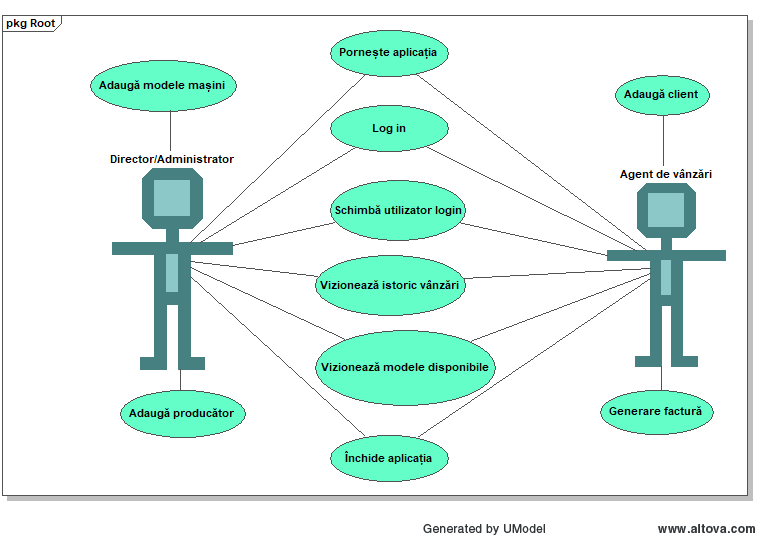 pkg Root
Pornește aplicația
Adaugă modele mașini
Adaugă client
Log in
Director/Administrator
Agent de vânzări
Schimbă utilizator login
Vizionează istoric vânzări
Vizionează modele disponibile
Adaugă producător
Generare factură
Închide aplicația
Generated by UModel
www.altova.com